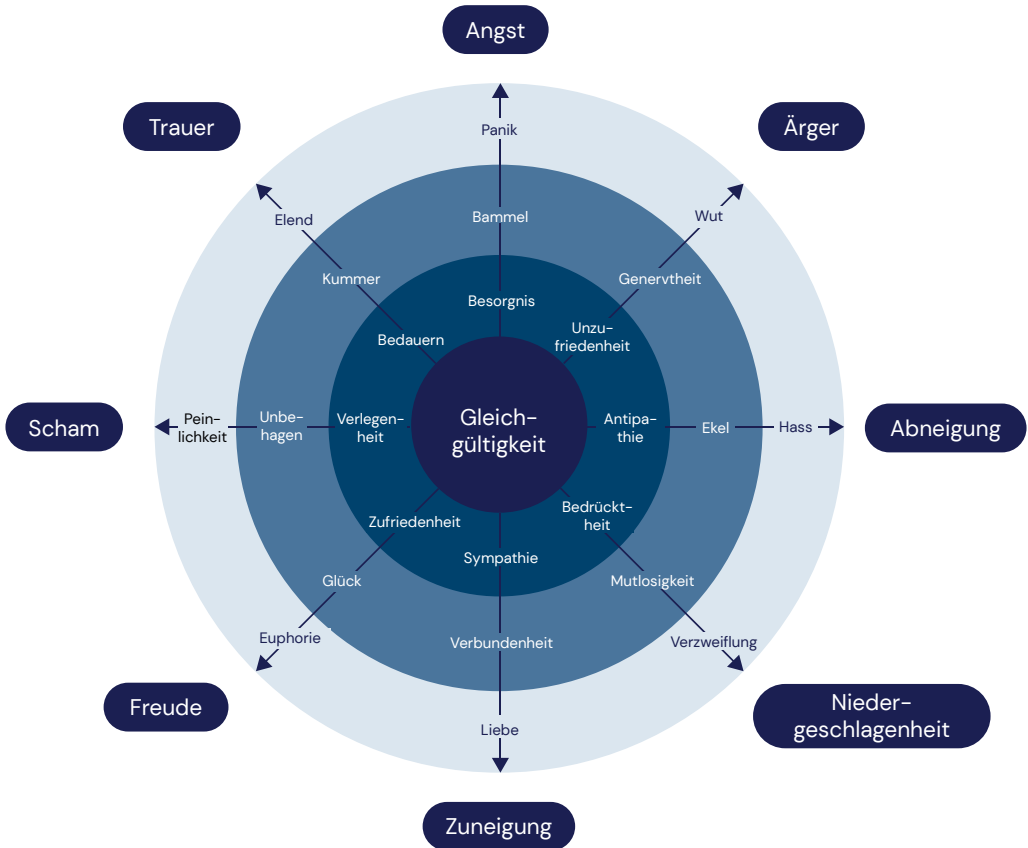 Angst
Trauer
Ärger
Panik
Elend
Wut
Bammel
Kummer
Genervtheit
Besorgnis
Unzu-
friedenheit
Bedauern
Scham
Pein-
lichkeit
Unbe-
hagen
Verlegen-
heit
Gleich-
gültigkeit
Antipa-
thie
Ekel
Hass
Abneigung
Bedrückt-
heit
Zufriedenheit
Sympathie
Glück
Mutlosigkeit
Euphorie
Verbundenheit
Verzweiflung
Freude
Nieder-
geschlagenheit
Liebe
Zuneigung